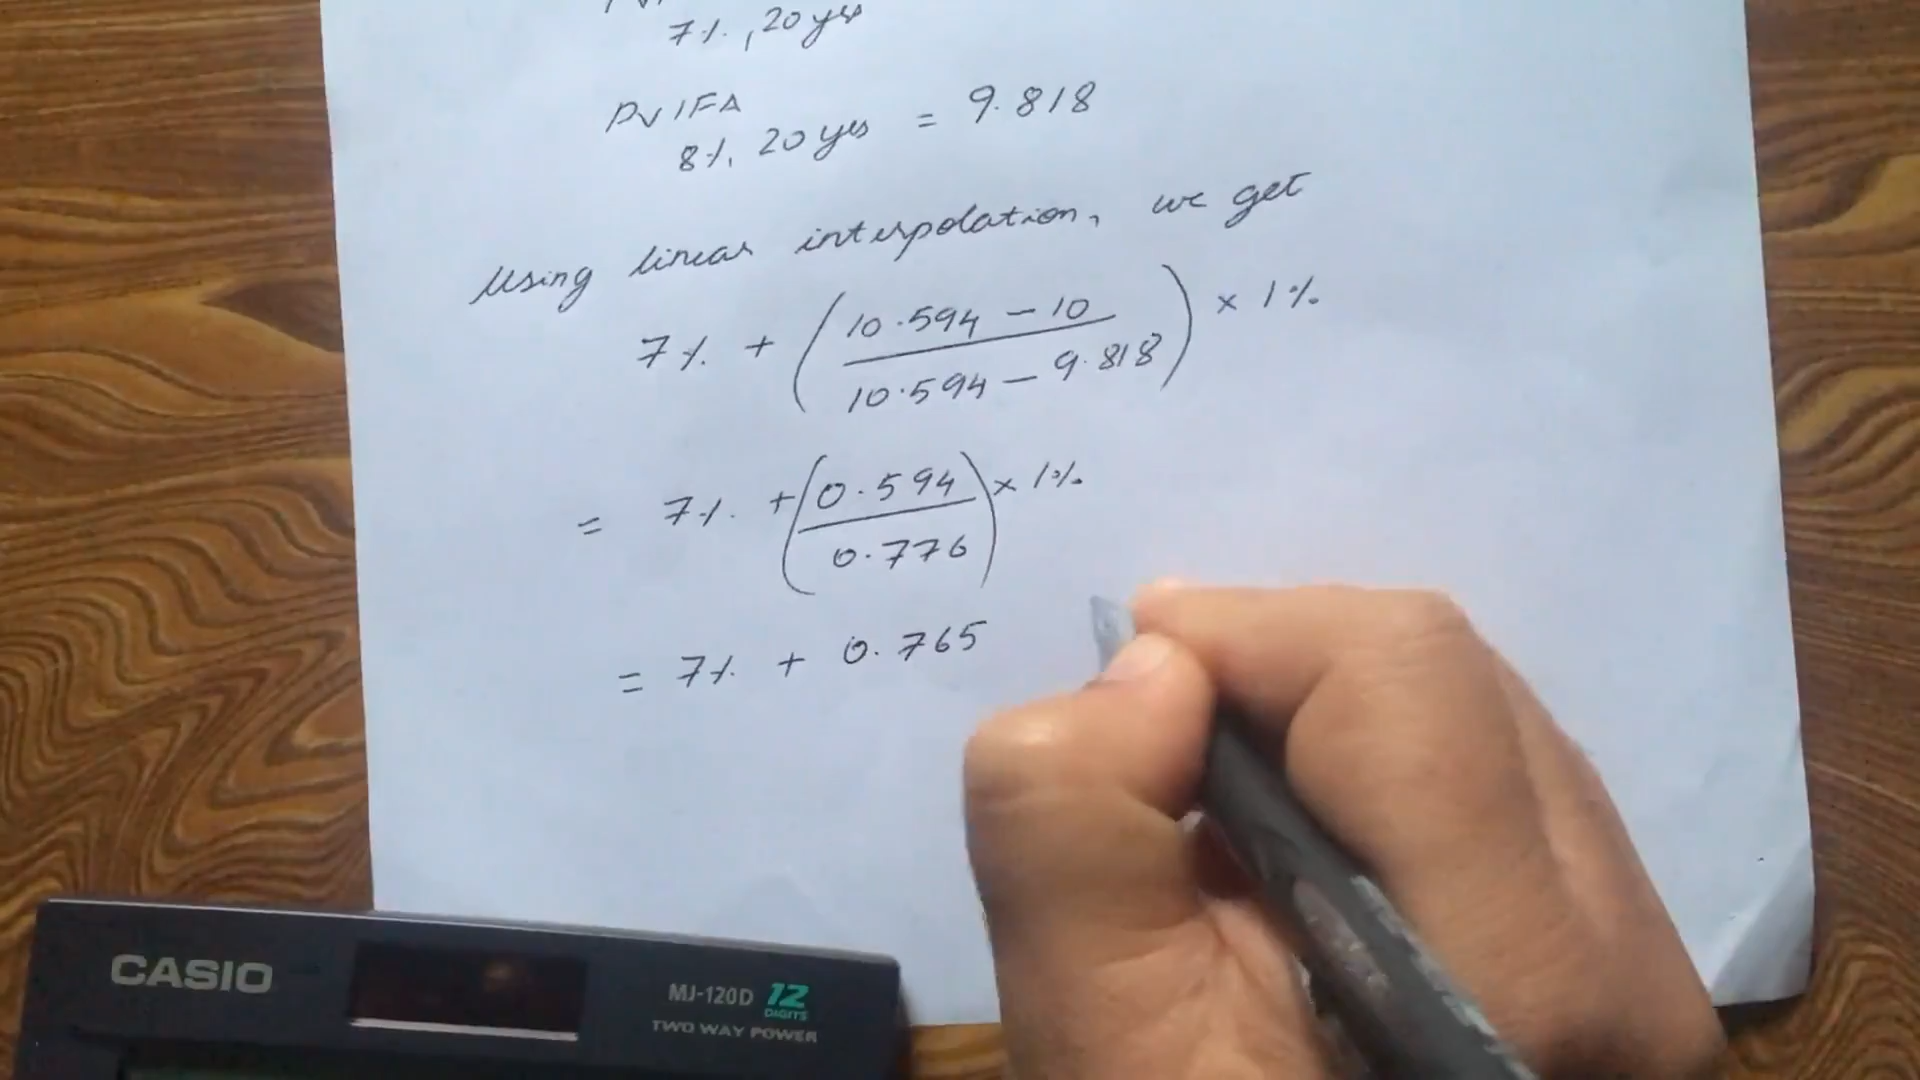 7%, 20 yrs
PVIFA
8%, 20 yrs = 9.818
Using linear interpolation, we get
7% + (10.594 - 10 / 10.594 - 9.818) × 1%
= 7% + (0.594 / 0.776) × 1%
= 7% + 0.765
CASIO
MJ-120D 12 DIGITS
TWO WAY POWER